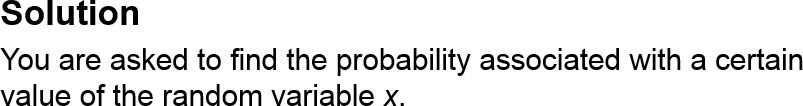 Solution
You are asked to find the probability associated with a certain
value of the random variable x.